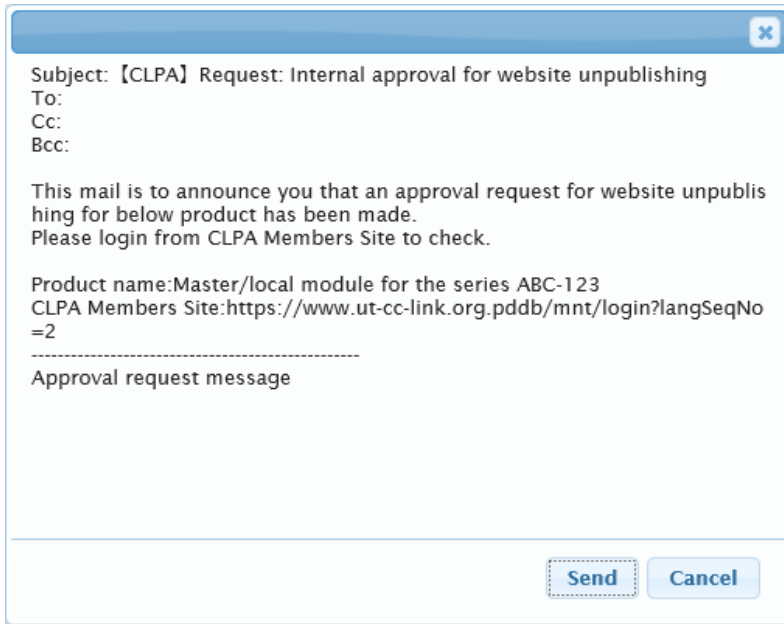 Subject:【CLPA】Request: Internal approval for website unpublishing
To:
Cc:
Bcc:
This mail is to announce you that an approval request for website unpublis
hing for below product has been made.
Please login from CLPA Members Site to check.
Product name:Master/local module for the series ABC-123
CLPA Members Site:https://www.ut-cc-link.org.pddb/mnt/login?langSeqNo
=2
--------------------------------------------------
Approval request message
Send Cancel